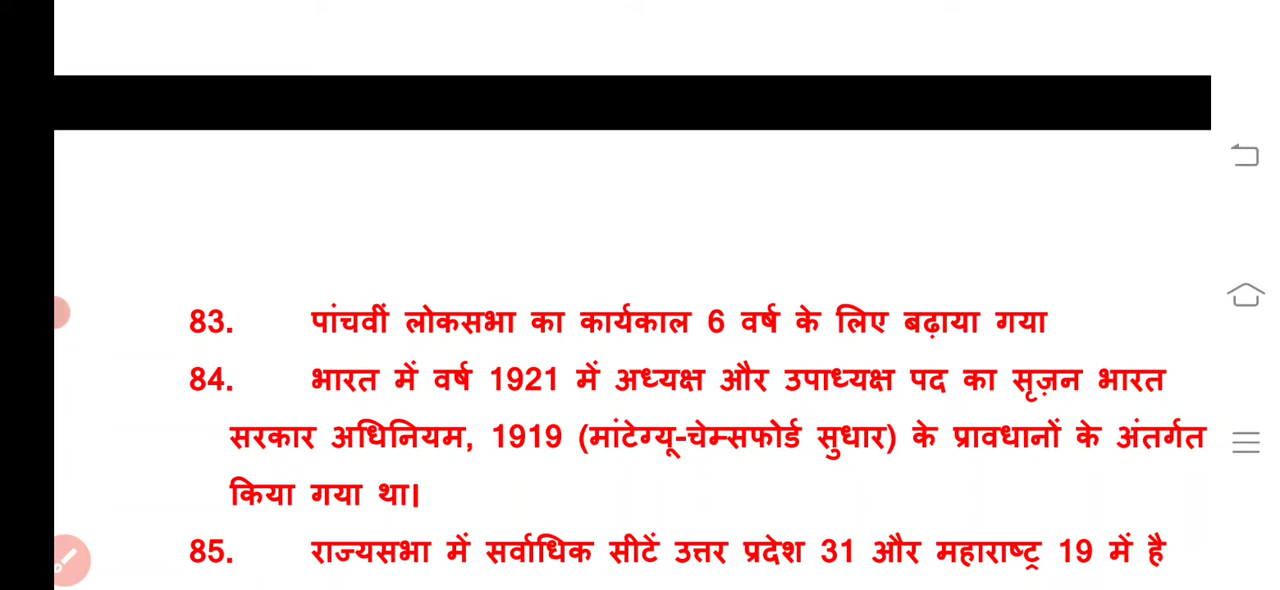 83. पांचवीं लोकसभा का कार्यकाल 6 वर्ष के लिए बढ़ाया गया
84. भारत में वर्ष 1921 में अध्यक्ष और उपाध्यक्ष पद का सृज़न भारत
सरकार अधिनियम, 1919 (मांटेग्यू-चेम्सफोर्ड सुधार) के प्रावधानों के अंतर्गत
किया गया था।
85. राज्यसभा में सर्वाधिक सीटें उत्तर प्रदेश 31 और महाराष्ट्र 19 में है